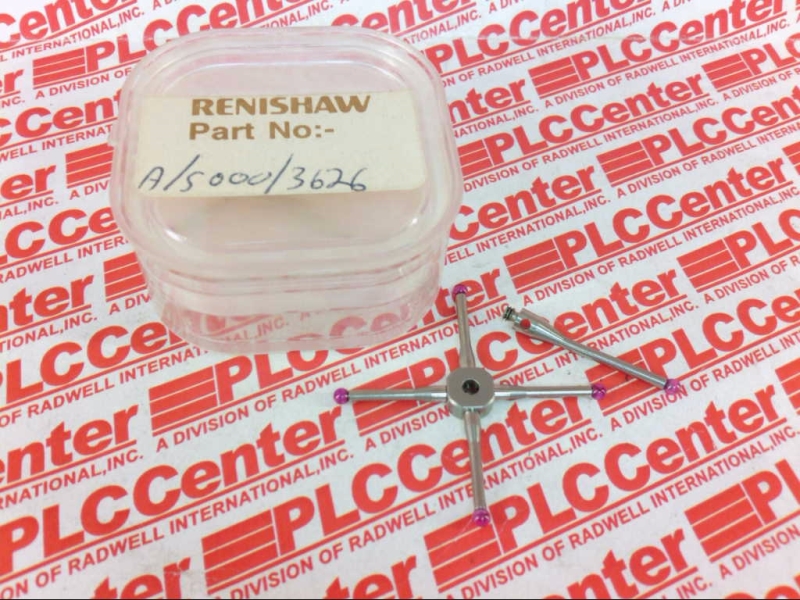 RENISHAW
Part No:-
A/5000/3626
PLCCenter
A DIVISION OF RADWELL INTERNATIONAL,INC.